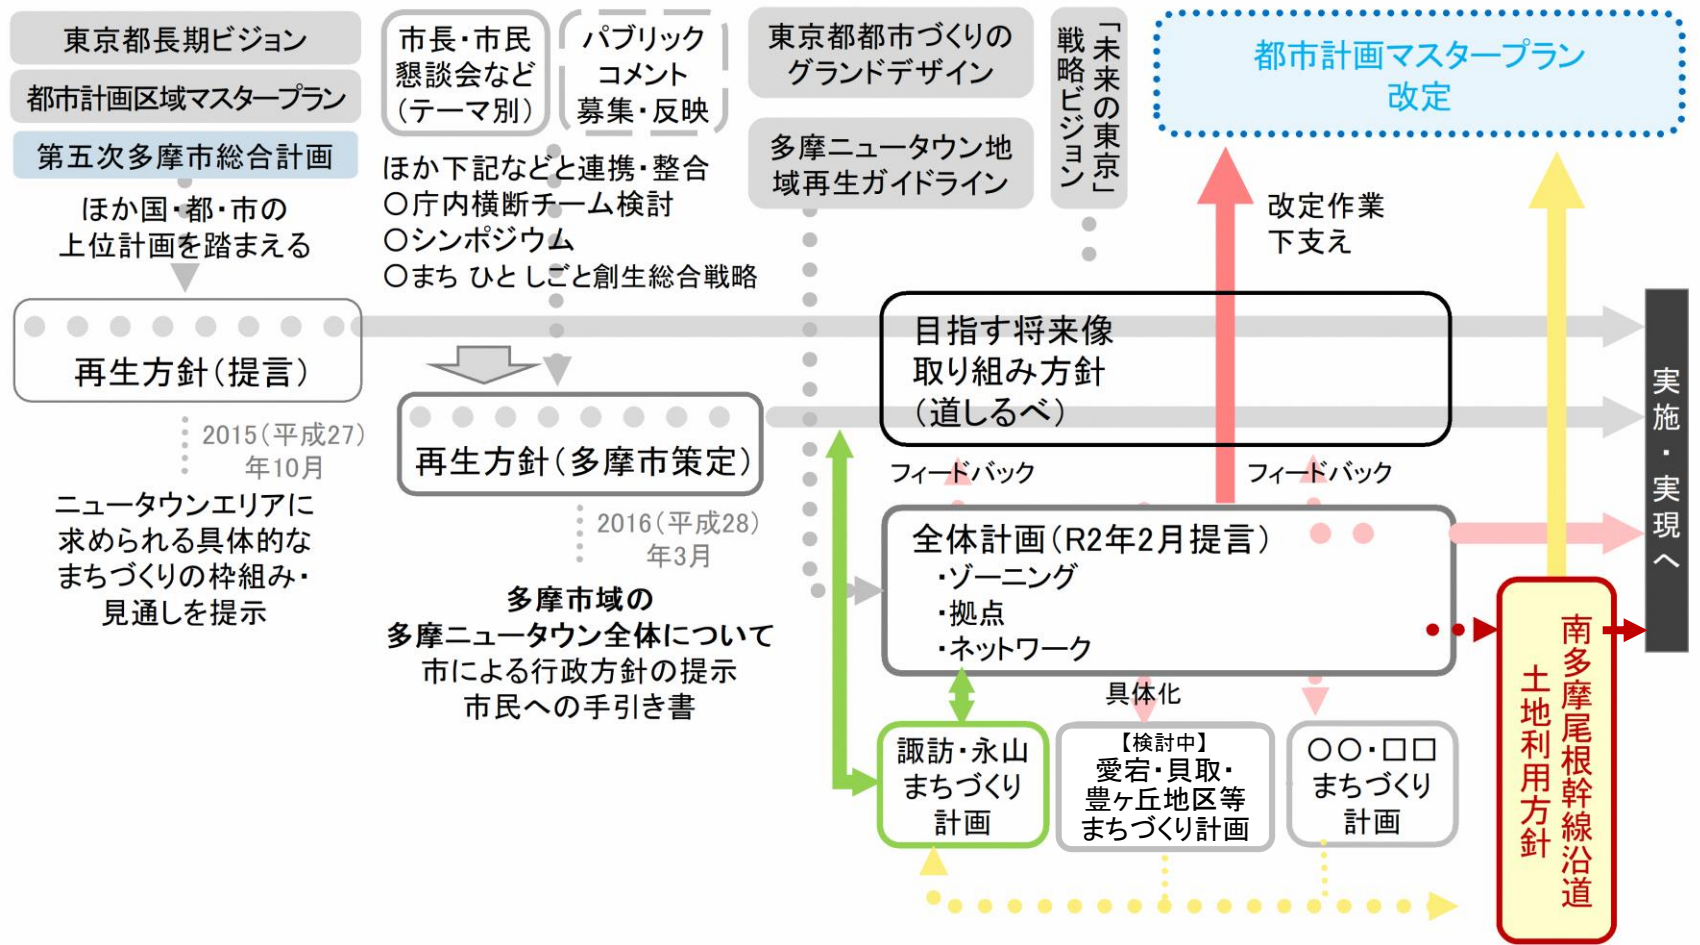 東京都長期ビジョン
都市計画区域マスタープラン
第五次多摩市総合計画
ほか国・都・市の
上位計画を踏まえる
市長・市民
懇談会など
（テーマ別）
パブリック
コメント
募集・反映
ほか下記などと連携・整合
○庁内横断チーム検討
○シンポジウム
○まち ひと しごと創生総合戦略
東京都都市づくりの
グランドデザイン
多摩ニュータウン地
域再生ガイドライン
「未来の東京」
戦略ビジョン
都市計画マスタープラン
改定
改定作業
下支え
再生方針（提言）
2015（平成27）
年10月
ニュータウンエリアに
求められる具体的な
まちづくりの枠組み・
見通しを提示
再生方針（多摩市策定）
2016（平成28）
年3月
多摩市域の
多摩ニュータウン全体について
市による行政方針の提示
市民への手引き書
目指す将来像
取り組み方針
（道しるべ）
フィードバック
フィードバック
全体計画（R2年2月提言）
・ゾーニング
・拠点
・ネットワーク
具体化
諏訪・永山
まちづくり
計画
【検討中】
愛宕・貝取・
豊ヶ丘地区等
まちづくり計画
○○・□□
まちづくり
計画
南多摩尾根幹線沿道
土地利用方針
実施・実現へ